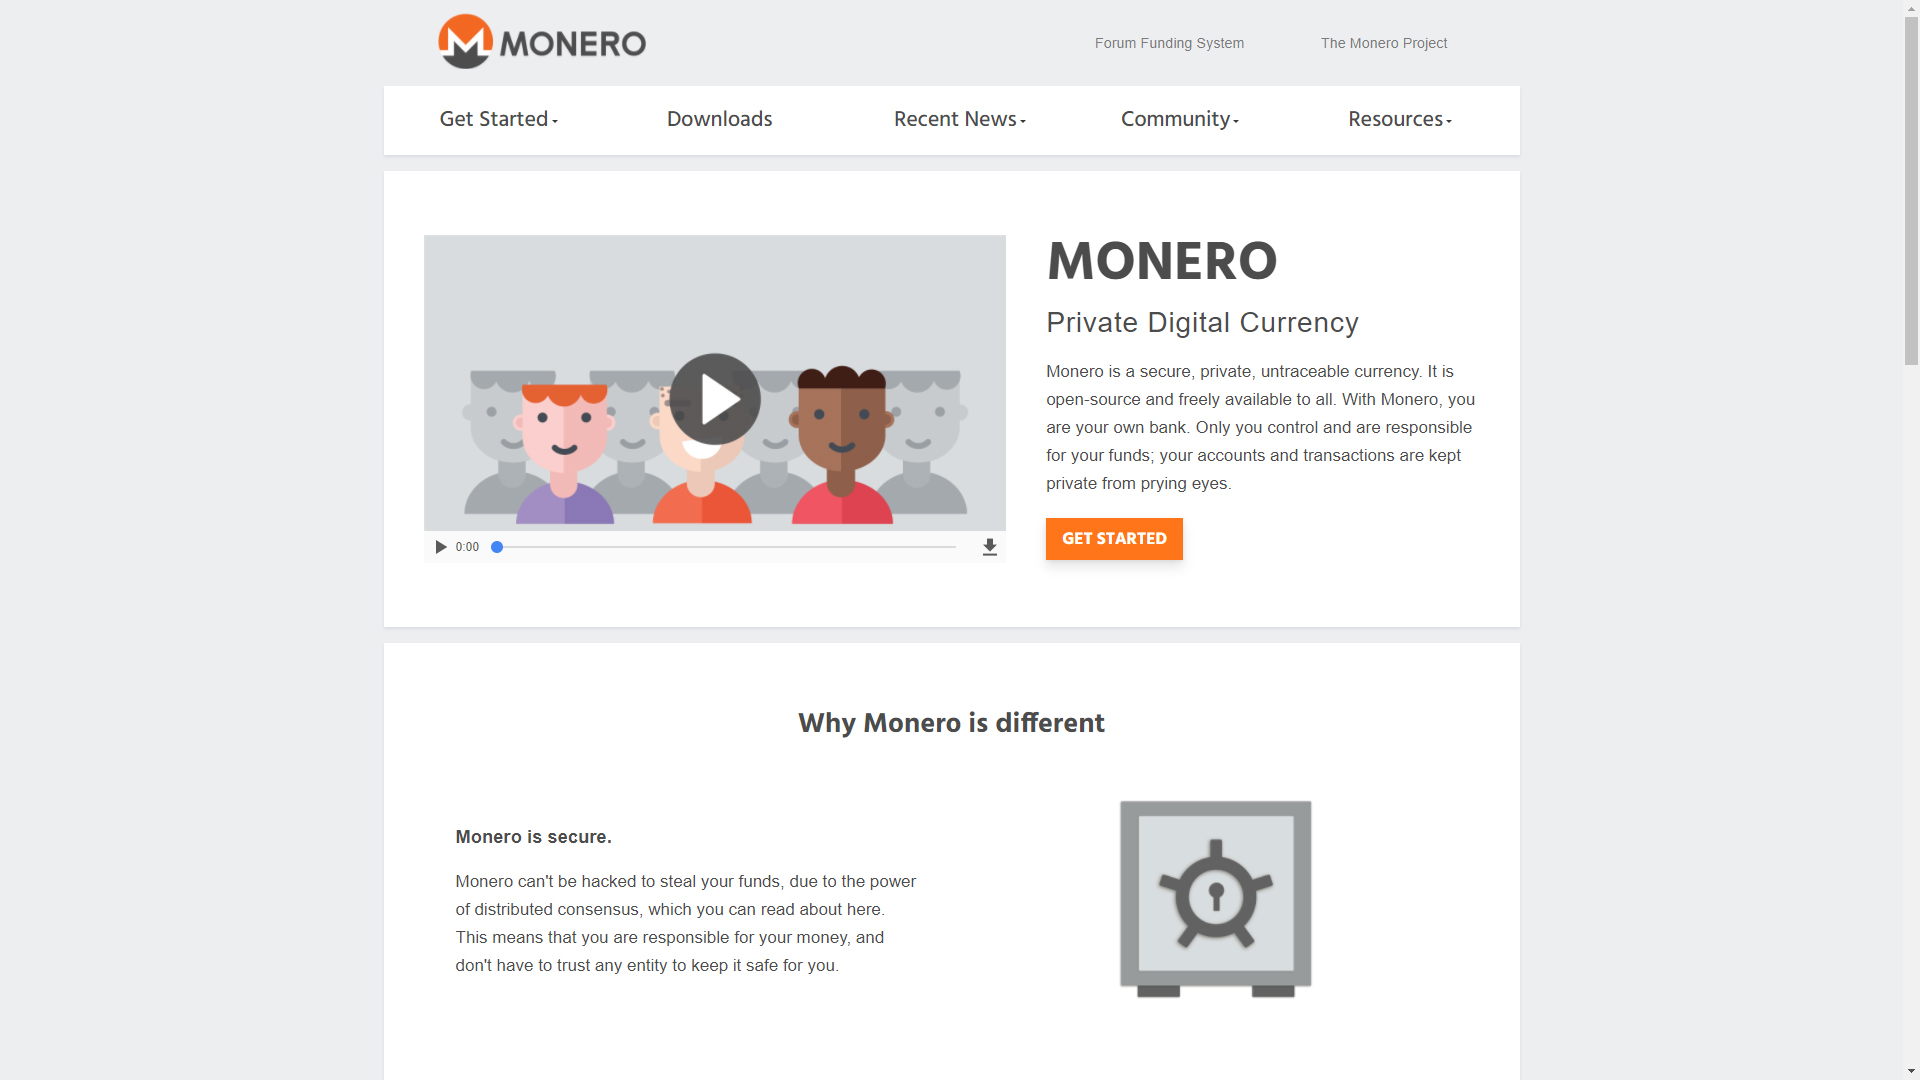 MONERO
Forum Funding System
The Monero Project
Get Started
Downloads
Recent News
Community
Resources
0:00
MONERO
Private Digital Currency
Monero is a secure, private, untraceable currency. It is
open-source and freely available to all. With Monero, you
are your own bank. Only you control and are responsible
for your funds; your accounts and transactions are kept
private from prying eyes.
GET STARTED
Why Monero is different
Monero is secure.
Monero can't be hacked to steal your funds, due to the power
of distributed consensus, which you can read about here.
This means that you are responsible for your money, and
don't have to trust any entity to keep it safe for you.